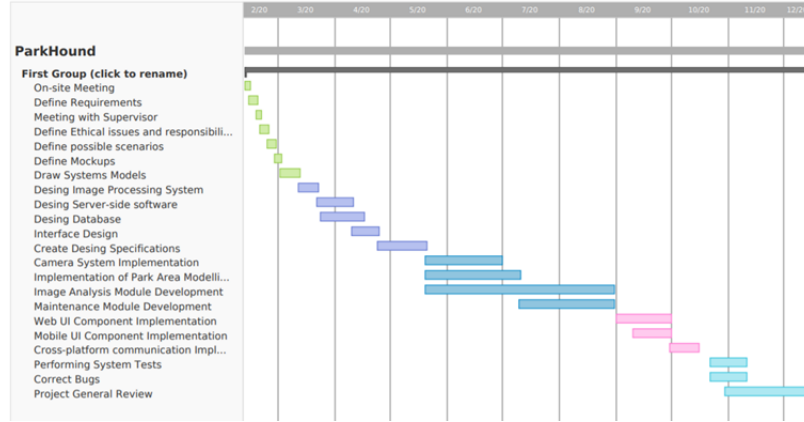 2/20 3/20 4/20 5/20 6/20 7/20 8/20 9/20 10/20 11/20 12/2
ParkHound
First Group (click to rename)
On-site Meeting
Define Requirements
Meeting with Supervisor
Define Ethical issues and responsibili...
Define possible scenarios
Define Mockups
Draw Systems Models
Desing Image Processing System
Desing Server-side software
Desing Database
Interface Design
Create Desing Specifications
Camera System Implementation
Implementation of Park Area Modelli...
Image Analysis Module Development
Maintenance Module Development
Web UI Component Implementation
Mobile UI Component Implementation
Cross-platform communication Impl...
Performing System Tests
Correct Bugs
Project General Review